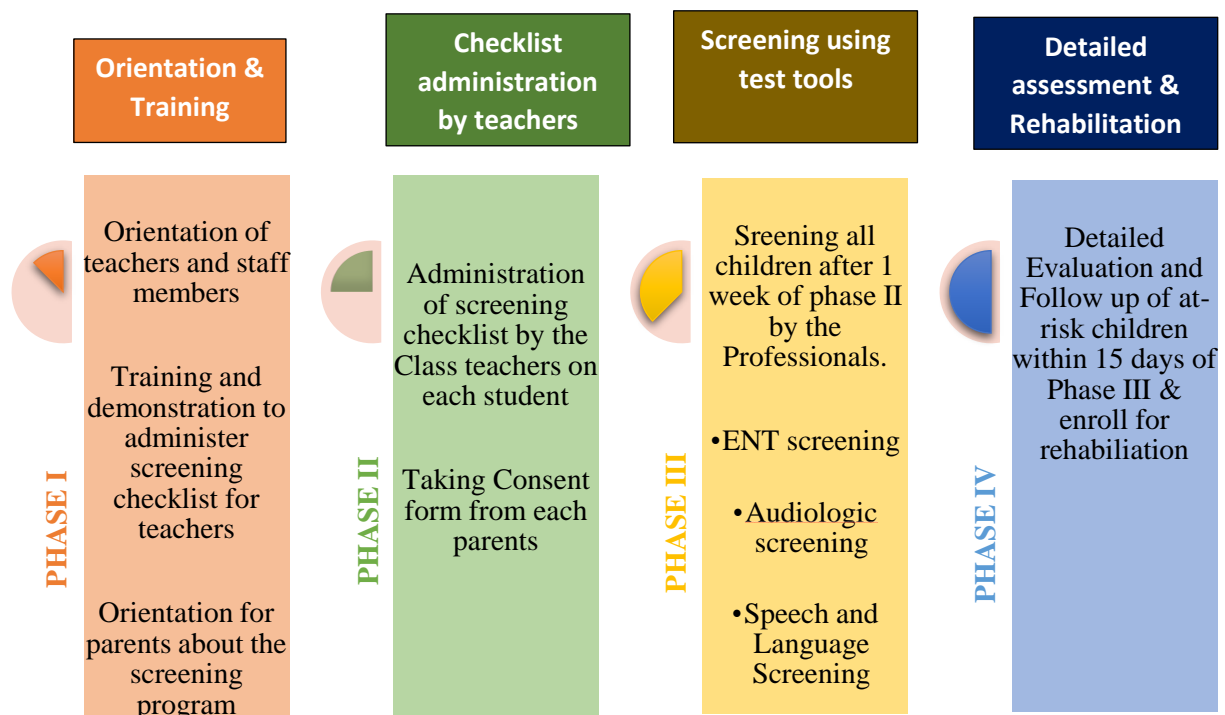 Orientation &
Training
Checklist
administration
by teachers
Screening using
test tools
Detailed
assessment &
Rehabilitation
PHASE I
Orientation of
teachers and staff
members
Training and
demonstration to
administer
screening
checklist for
teachers
Orientation for
parents about the
screening
program
PHASE II
Administration
of screening
checklist by the
Class teachers on
each student
Taking Consent
form from each
parents
PHASE III
Sreening all
children after 1
week of phase II
by the
Professionals.
•ENT screening
•Audiologic
screening
•Speech and
Language
Screening
PHASE IV
Detailed
Evaluation and
Follow up of at-
risk children
within 15 days of
Phase III &
enroll for
rehabiliation